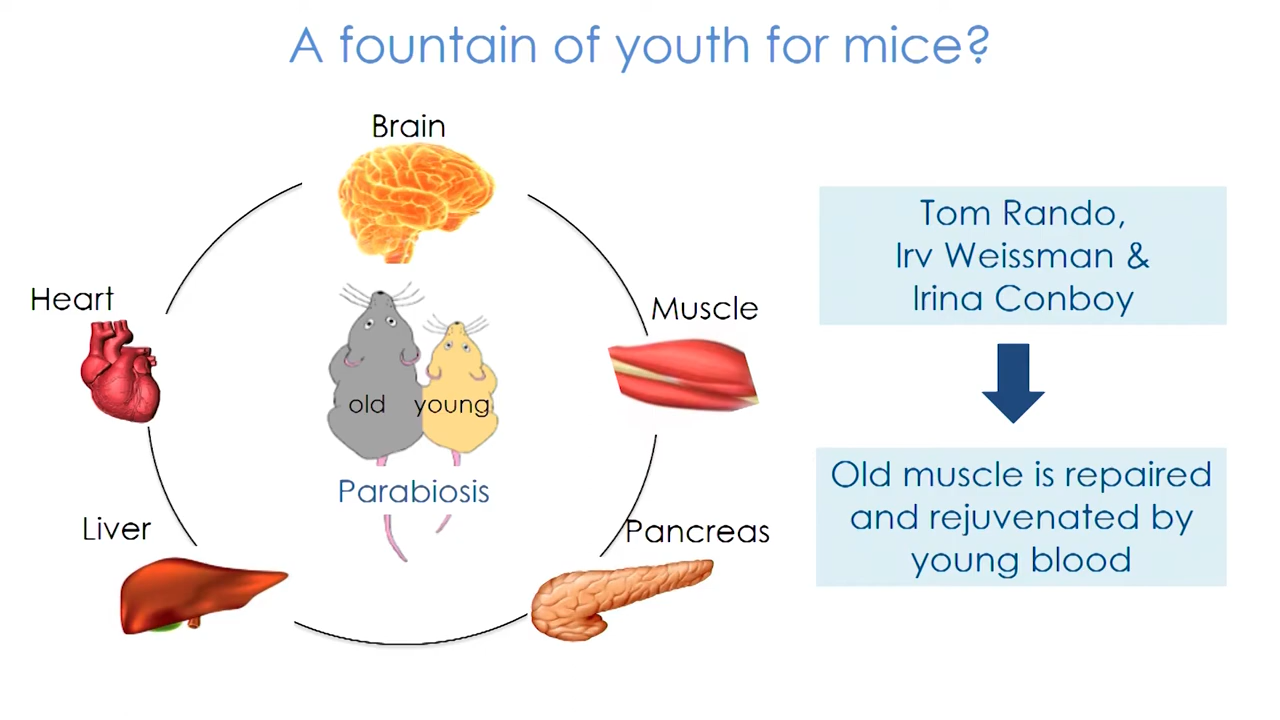 A fountain of youth for mice?
Brain
Heart
Muscle
old young
Parabiosis
Liver
Pancreas
Tom Rando,
Irv Weissman &
Irina Conboy
Old muscle is repaired
and rejuvenated by
young blood